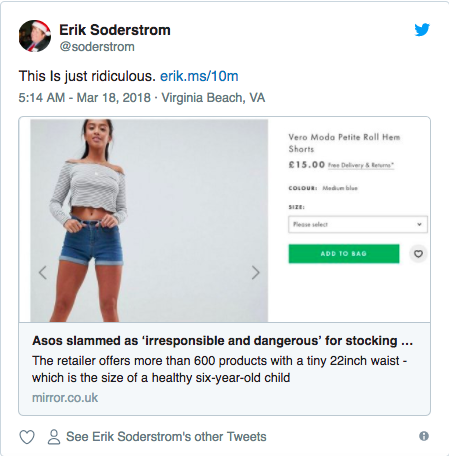 Erik Soderstrom
@soderstrom
This Is just ridiculous. erik.ms/10m
5:14 AM - Mar 18, 2018 · Virginia Beach, VA
Vero Moda Petite Roll Hem
Shorts
£15.00 Free Delivery & Returns*
COLOUR: Medium blue
SIZE:
Please select
ADD TO BAG
Asos slammed as ‘irresponsible and dangerous’ for stocking ...
The retailer offers more than 600 products with a tiny 22inch waist -
which is the size of a healthy six-year-old child
mirror.co.uk
See Erik Soderstrom's other Tweets